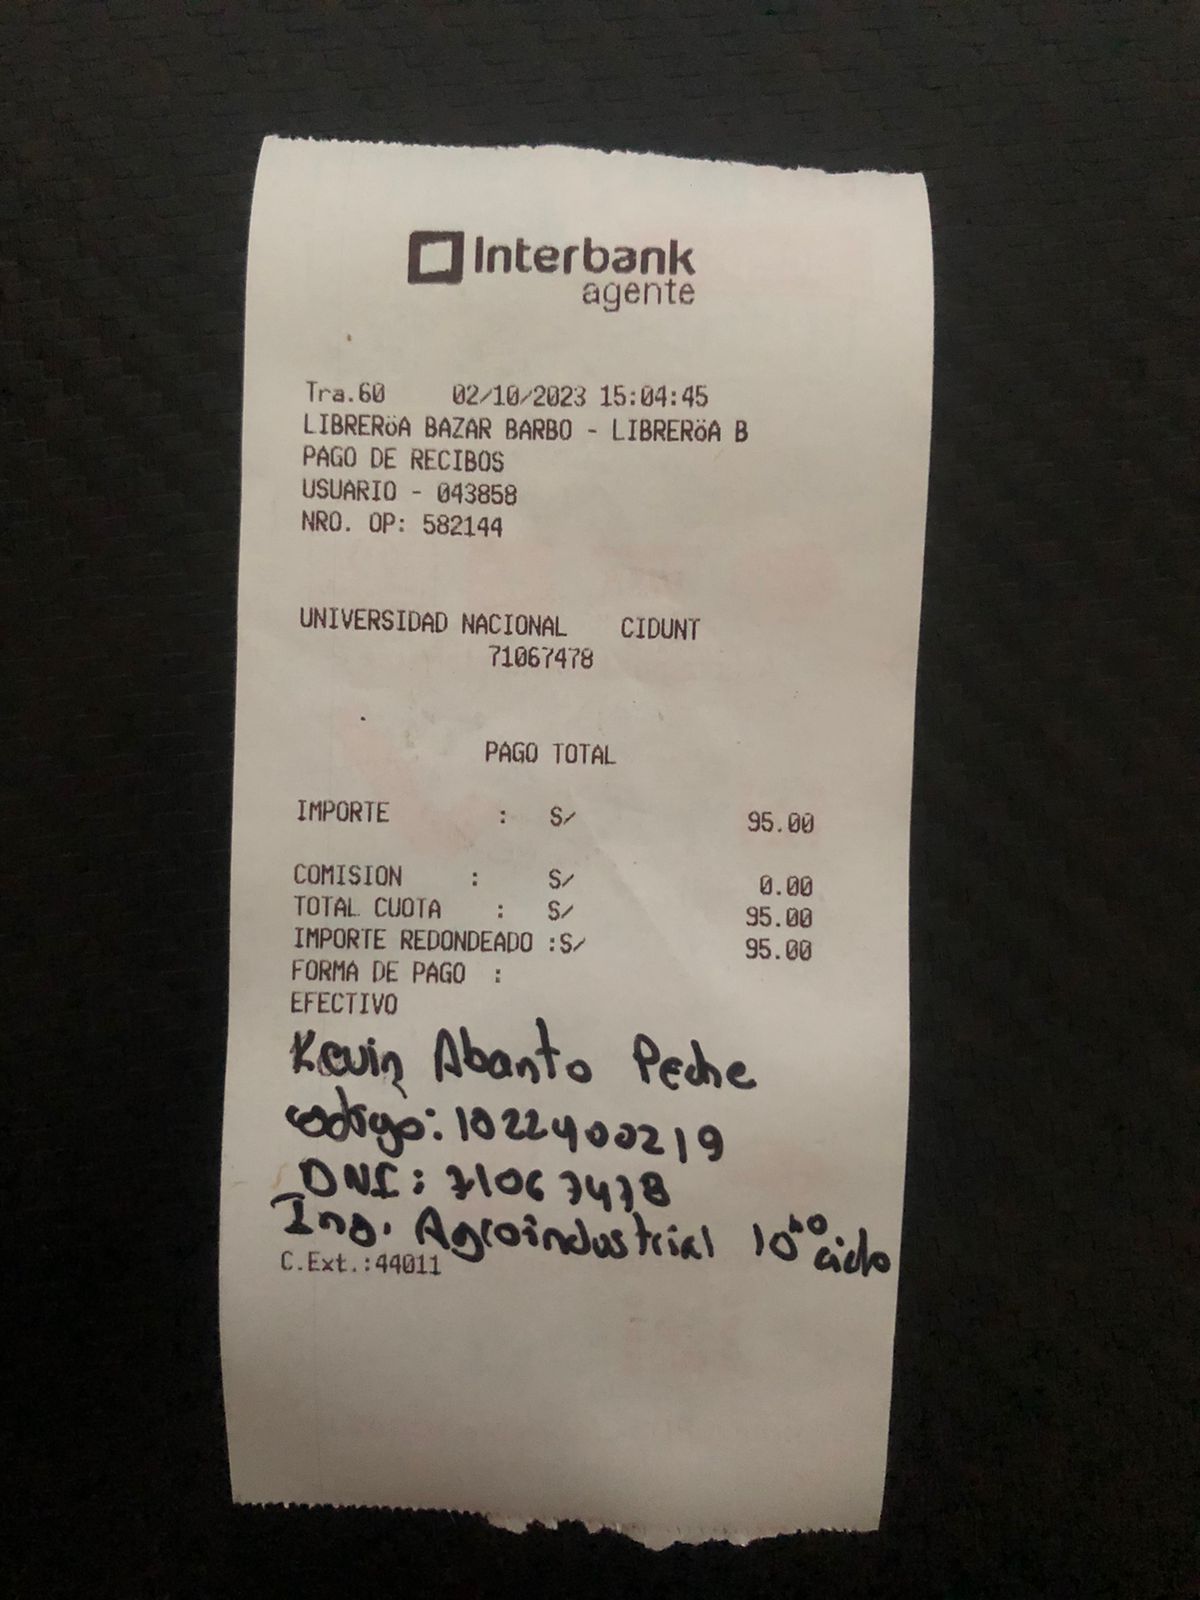 Interbank
agente
Tra.60 02/10/2023 15:04:45
LIBRERöA BAZAR BARBO - LIBRERöA B
PAGO DE RECIBOS
USUARIO - 043858
NRO. OP: 582144
UNIVERSIDAD NACIONAL CIDUNT
71067478
PAGO TOTAL
IMPORTE : S/ 95.00
COMISION : S/ 0.00
TOTAL CUOTA : S/ 95.00
IMPORTE REDONDEADO :S/ 95.00
FORMA DE PAGO :
EFECTIVO
Kevin Abanto Peche
codigo: 1022400219
DNI: 71067478
Ing. Agroindustrial 10mo ciclo
C.Ext.:44011